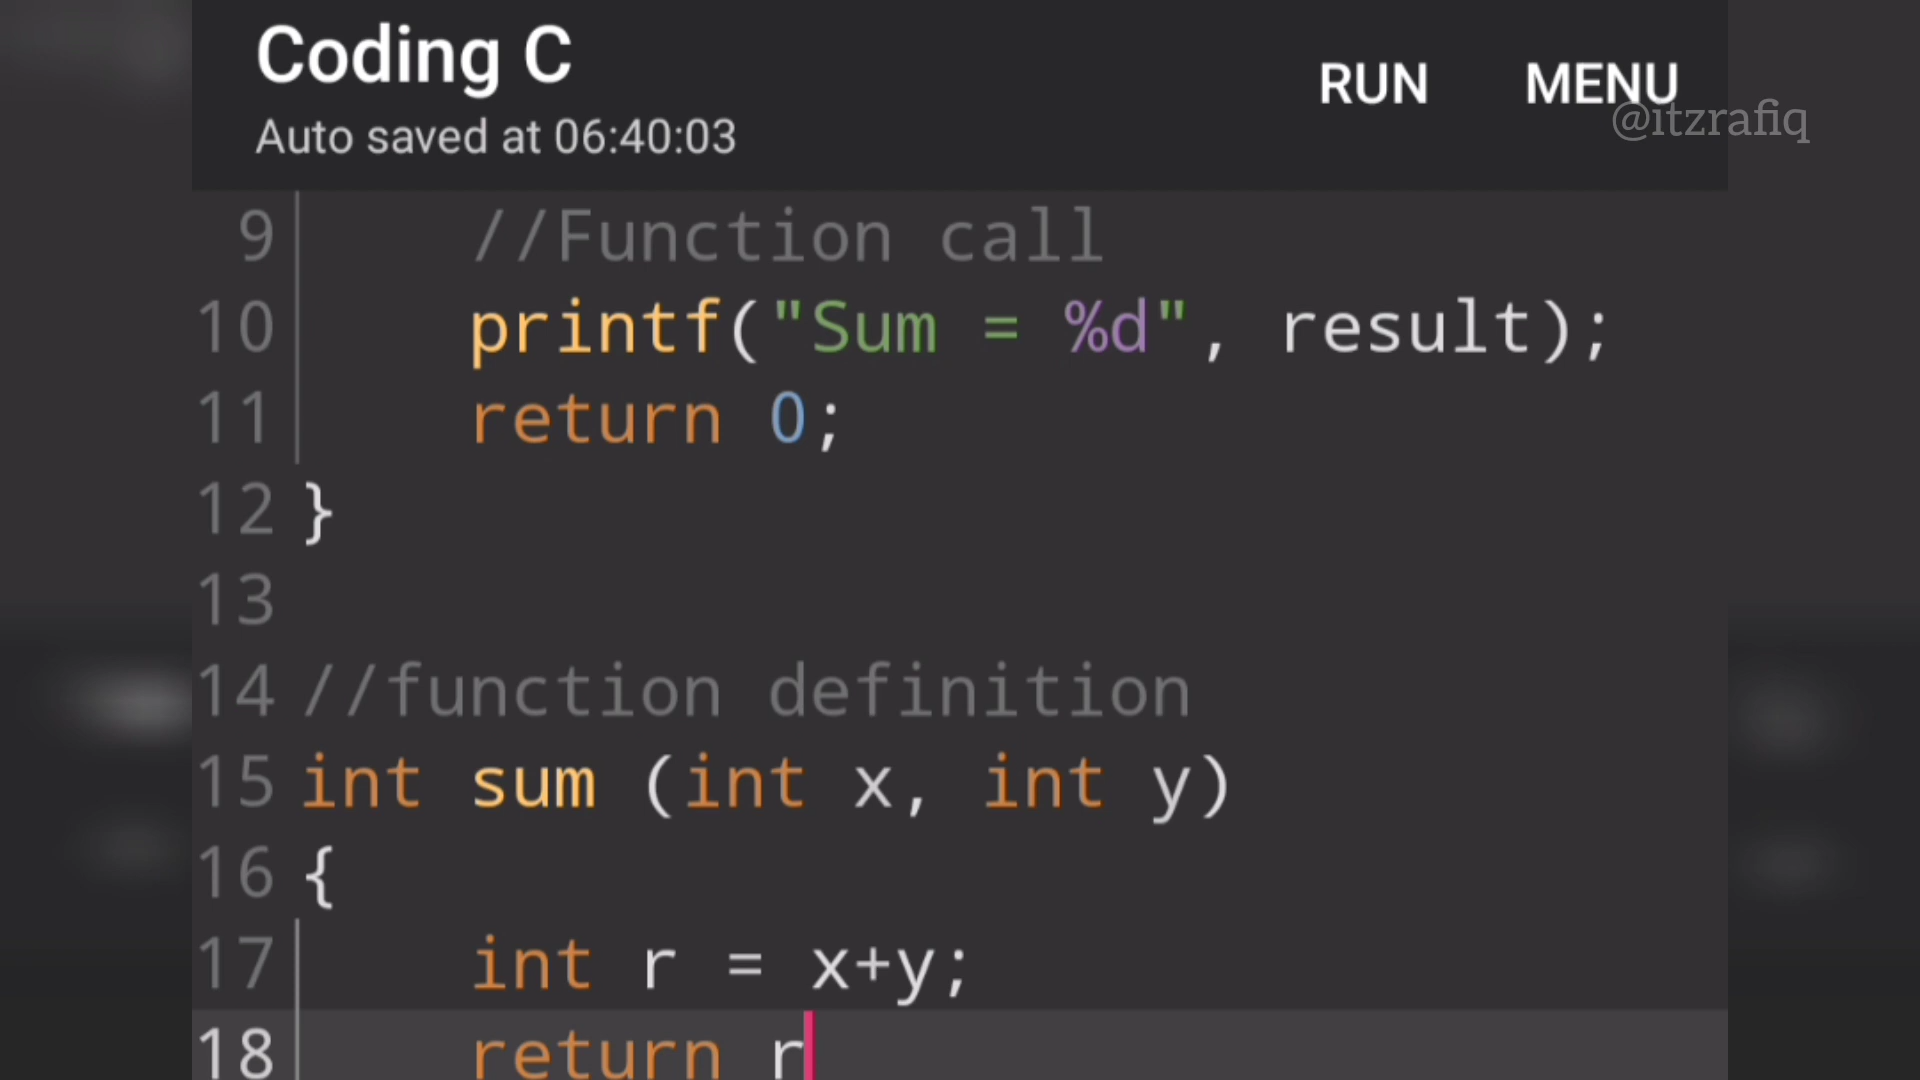 Coding C
RUN
MENU
@itzrafiq
Auto saved at 06:40:03
9 //Function call
10 printf("Sum = %d", result);
11 return 0;
12 }
13
14 //function definition
15 int sum (int x, int y)
16 {
17 int r = x+y;
18 return r